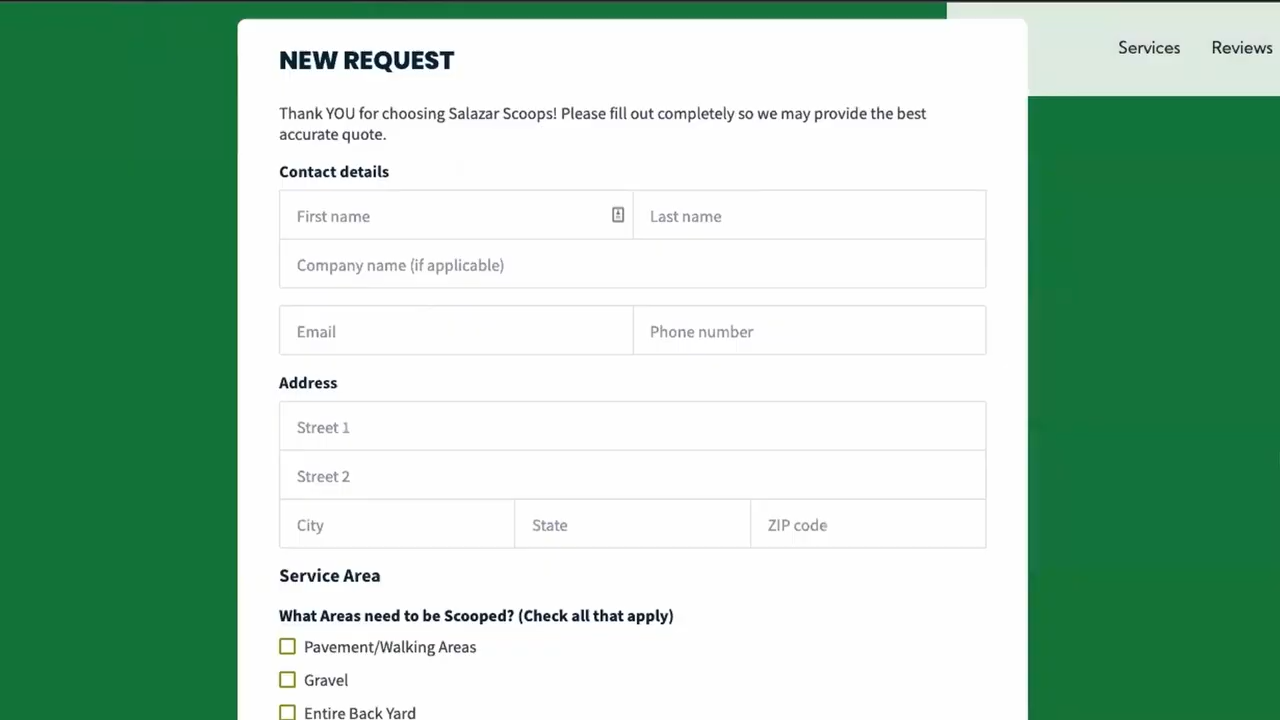 Services Reviews
NEW REQUEST
Thank YOU for choosing Salazar Scoops! Please fill out completely so we may provide the best
accurate quote.
Contact details
First name Last name
Company name (if applicable)
Email Phone number
Address
Street 1
Street 2
City State ZIP code
Service Area
What Areas need to be Scooped? (Check all that apply)
Pavement/Walking Areas
Gravel
Entire Back Yard